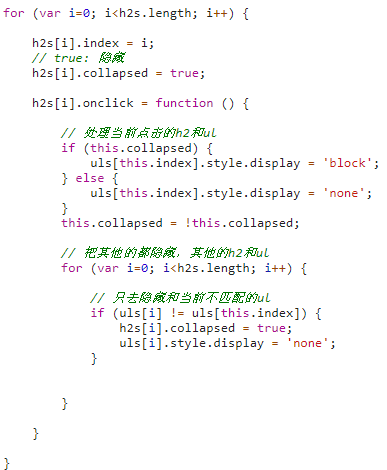 for (var i=0; i<h2s.length; i++) {
h2s[i].index = i;
// true: 隐藏
h2s[i].collapsed = true;
h2s[i].onclick = function () {
// 处理当前点击的h2和ul
if (this.collapsed) {
uls[this.index].style.display = 'block';
} else {
uls[this.index].style.display = 'none';
}
this.collapsed = !this.collapsed;
// 把其他的都隐藏，其他的h2和ul
for (var i=0; i<h2s.length; i++) {
// 只去隐藏和当前不匹配的ul
if (uls[i] != uls[this.index]) {
h2s[i].collapsed = true;
uls[i].style.display = 'none';
}
}
}
}